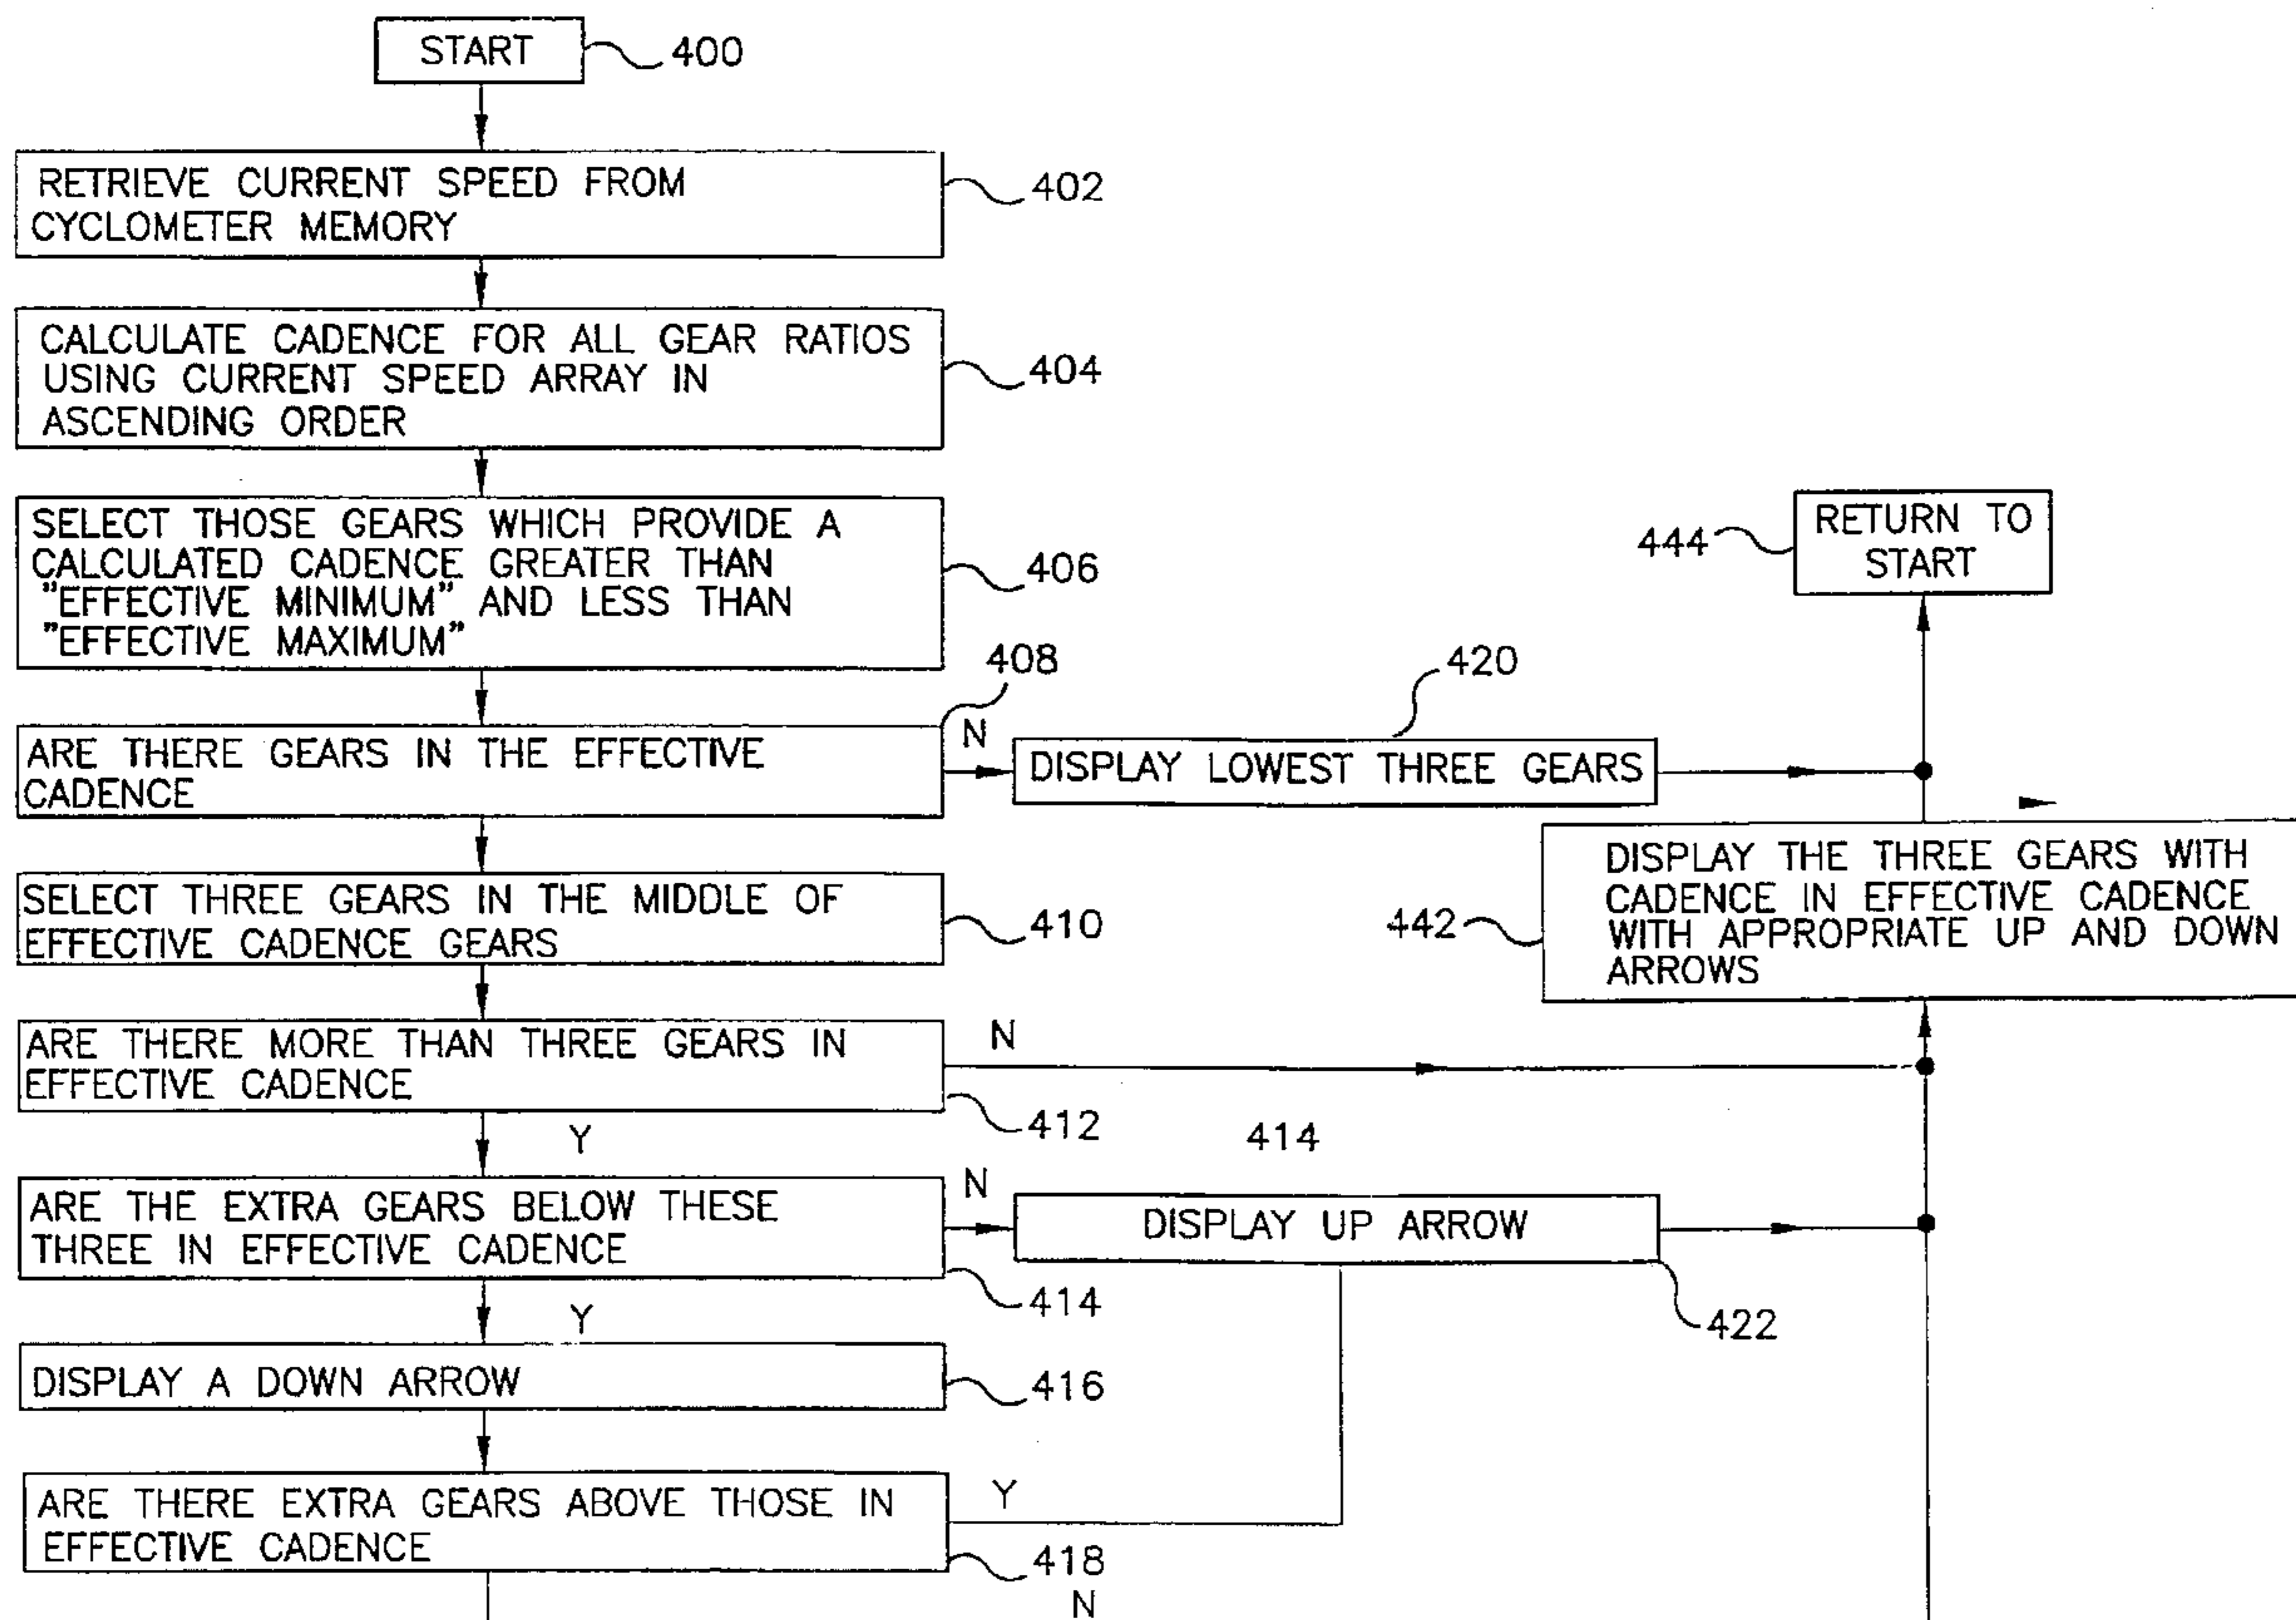 START
400
RETRIEVE CURRENT SPEED FROM
CYCLOMETER MEMORY
402
CALCULATE CADENCE FOR ALL GEAR RATIOS
USING CURRENT SPEED ARRAY IN
ASCENDING ORDER
404
SELECT THOSE GEARS WHICH PROVIDE A
CALCULATED CADENCE GREATER THAN
"EFFECTIVE MINIMUM" AND LESS THAN
"EFFECTIVE MAXIMUM"
406
444
RETURN TO
START
408
420
ARE THERE GEARS IN THE EFFECTIVE
CADENCE
N
DISPLAY LOWEST THREE GEARS
SELECT THREE GEARS IN THE MIDDLE OF
EFFECTIVE CADENCE GEARS
410
442
DISPLAY THE THREE GEARS WITH
CADENCE IN EFFECTIVE CADENCE
WITH APPROPRIATE UP AND DOWN
ARROWS
ARE THERE MORE THAN THREE GEARS IN
EFFECTIVE CADENCE
N
412
Y
414
ARE THE EXTRA GEARS BELOW THESE
THREE IN EFFECTIVE CADENCE
N
DISPLAY UP ARROW
414
422
Y
DISPLAY A DOWN ARROW
416
ARE THERE EXTRA GEARS ABOVE THOSE IN
EFFECTIVE CADENCE
Y
418
N